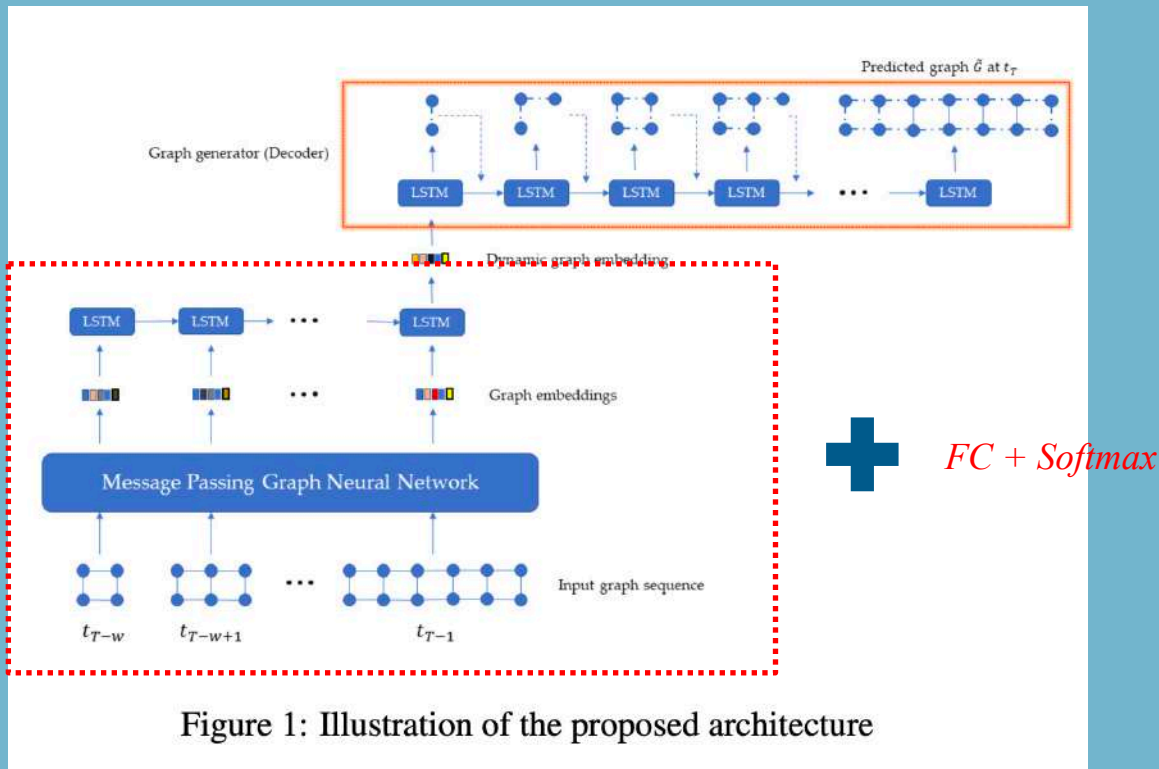 Predicted graph G̃ at t_T
Graph generator (Decoder)
LSTM LSTM LSTM LSTM ••• LSTM
Dynamic graph embedding
LSTM LSTM ••• LSTM
••• Graph embeddings
Message Passing Graph Neural Network
FC + Softmax
••• Input graph sequence
t_{T−w} t_{T−w+1} t_{T−1}
Figure 1: Illustration of the proposed architecture